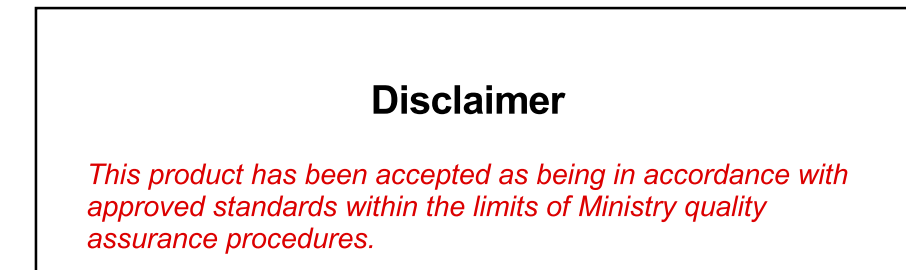 Disclaimer
This product has been accepted as being in accordance with
approved standards within the limits of Ministry quality
assurance procedures.